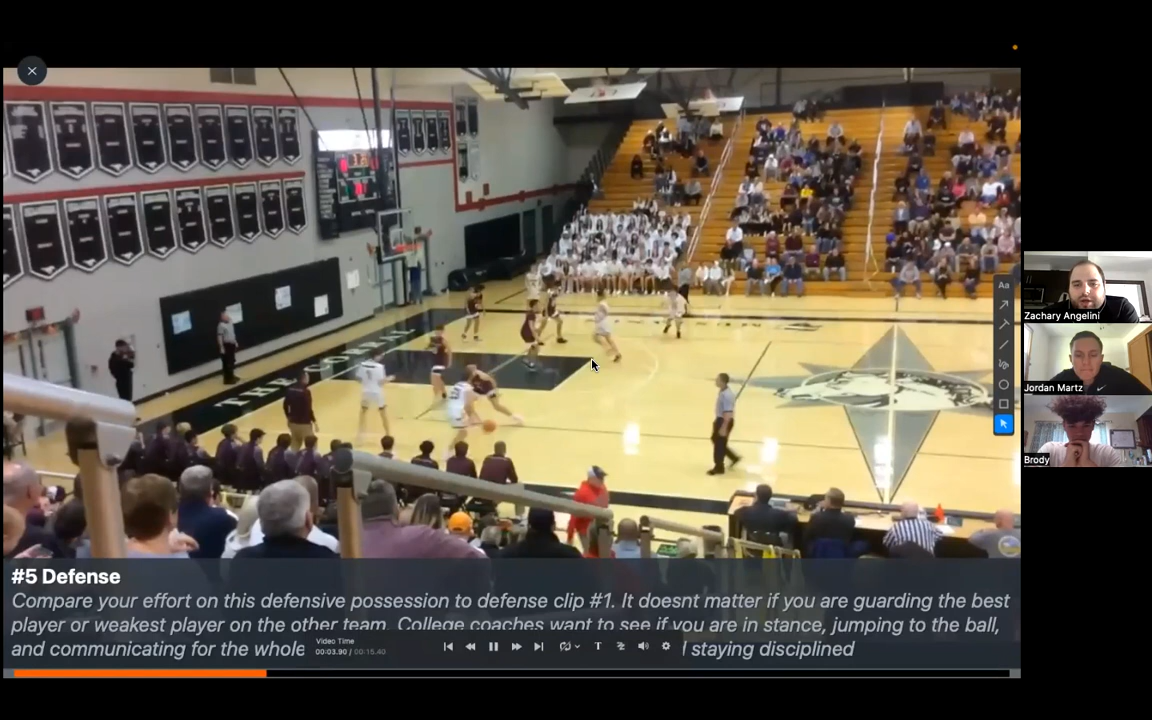 THE CORRAL
Aa
Zachary Angelini
Jordan Martz
Brody
#5 Defense
Compare your effort on this defensive possession to defense clip #1. It doesnt matter if you are guarding the best
player or weakest player on the other team. College coaches want to see if you are in stance, jumping to the ball,
and communicating for the whole
staying disciplined
Video Time
00:03.90 / 00:15.40
T